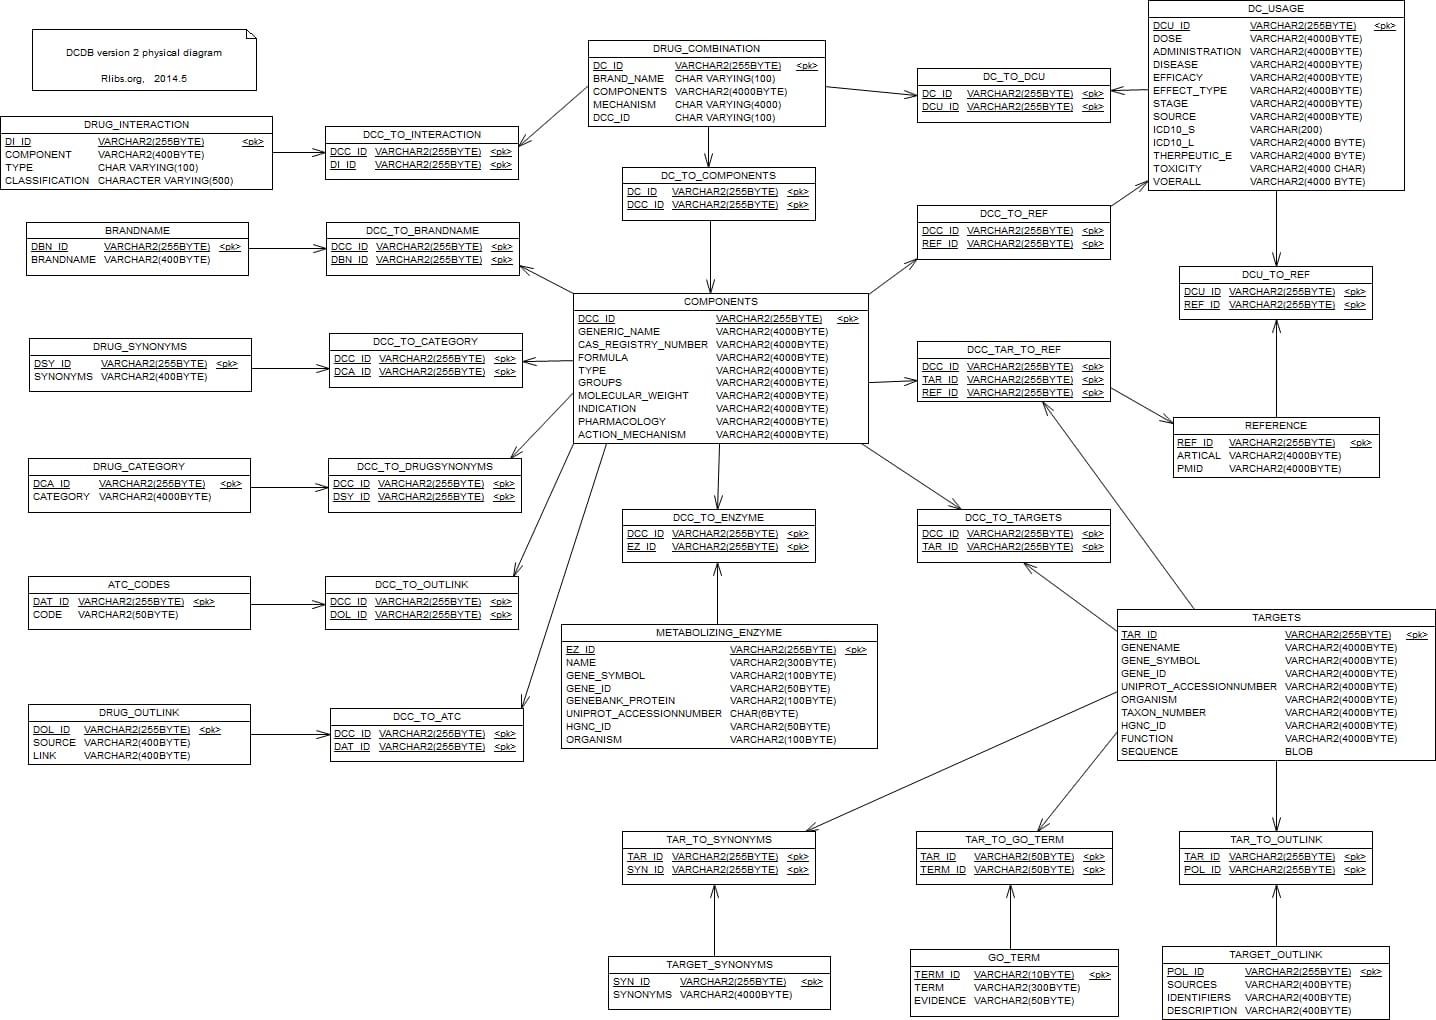 DCDB version 2 physical diagram
Rlibs.org, 2014.5
DRUG_COMBINATION
DC_ID VARCHAR2(255BYTE) <pk>
BRAND_NAME CHAR VARYING(100)
COMPONENTS VARCHAR2(4000BYTE)
MECHANISM CHAR VARYING(4000)
DCC_ID CHAR VARYING(100)
DC_TO_DCU
DC_ID VARCHAR2(255BYTE) <pk>
DCU_ID VARCHAR2(255BYTE) <pk>
DC_USAGE
DCU_ID VARCHAR2(255BYTE) <pk>
DOSE VARCHAR2(4000BYTE)
ADMINISTRATION VARCHAR2(4000BYTE)
DISEASE VARCHAR2(4000BYTE)
EFFICACY VARCHAR2(4000BYTE)
EFFECT_TYPE VARCHAR2(4000BYTE)
STAGE VARCHAR2(4000BYTE)
SOURCE VARCHAR2(4000BYTE)
ICD10_S VARCHAR(200)
ICD10_L VARCHAR2(4000 BYTE)
THERPEUTIC_E VARCHAR2(4000 BYTE)
TOXICITY VARCHAR2(4000 CHAR)
VOERALL VARCHAR2(4000 BYTE)
DRUG_INTERACTION
DI_ID VARCHAR2(255BYTE) <pk>
COMPONENT VARCHAR2(400BYTE)
TYPE CHAR VARYING(100)
CLASSIFICATION CHARACTER VARYING(500)
DCC_TO_INTERACTION
DCC_ID VARCHAR2(255BYTE) <pk>
DI_ID VARCHAR2(255BYTE) <pk>
DC_TO_COMPONENTS
DC_ID VARCHAR2(255BYTE) <pk>
DCC_ID VARCHAR2(255BYTE) <pk>
DCC_TO_REF
DCC_ID VARCHAR2(255BYTE) <pk>
REF_ID VARCHAR2(255BYTE) <pk>
BRANDNAME
DBN_ID VARCHAR2(255BYTE) <pk>
BRANDNAME VARCHAR2(400BYTE)
DCC_TO_BRANDNAME
DCC_ID VARCHAR2(255BYTE) <pk>
DBN_ID VARCHAR2(255BYTE) <pk>
DCU_TO_REF
DCU_ID VARCHAR2(255BYTE) <pk>
REF_ID VARCHAR2(255BYTE) <pk>
COMPONENTS
DCC_ID VARCHAR2(255BYTE) <pk>
GENERIC_NAME VARCHAR2(4000BYTE)
CAS_REGISTRY_NUMBER VARCHAR2(4000BYTE)
FORMULA VARCHAR2(4000BYTE)
TYPE VARCHAR2(4000BYTE)
GROUPS VARCHAR2(4000BYTE)
MOLECULAR_WEIGHT VARCHAR2(4000BYTE)
INDICATION VARCHAR2(4000BYTE)
PHARMACOLOGY VARCHAR2(4000BYTE)
ACTION_MECHANISM VARCHAR2(4000BYTE)
DRUG_SYNONYMS
DSY_ID VARCHAR2(255BYTE) <pk>
SYNONYMS VARCHAR2(400BYTE)
DCC_TO_CATEGORY
DCC_ID VARCHAR2(255BYTE) <pk>
DCA_ID VARCHAR2(255BYTE) <pk>
DCC_TAR_TO_REF
DCC_ID VARCHAR2(255BYTE) <pk>
TAR_ID VARCHAR2(255BYTE) <pk>
REF_ID VARCHAR2(255BYTE) <pk>
REFERENCE
REF_ID VARCHAR2(255BYTE) <pk>
ARTICAL VARCHAR2(4000BYTE)
PMID VARCHAR2(4000BYTE)
DRUG_CATEGORY
DCA_ID VARCHAR2(255BYTE) <pk>
CATEGORY VARCHAR2(4000BYTE)
DCC_TO_DRUGSYNONYMS
DCC_ID VARCHAR2(255BYTE) <pk>
DSY_ID VARCHAR2(255BYTE) <pk>
DCC_TO_ENZYME
DCC_ID VARCHAR2(255BYTE) <pk>
EZ_ID VARCHAR2(255BYTE) <pk>
DCC_TO_TARGETS
DCC_ID VARCHAR2(255BYTE) <pk>
TAR_ID VARCHAR2(255BYTE) <pk>
ATC_CODES
DAT_ID VARCHAR2(255BYTE) <pk>
CODE VARCHAR2(50BYTE)
DCC_TO_OUTLINK
DCC_ID VARCHAR2(255BYTE) <pk>
DOL_ID VARCHAR2(255BYTE) <pk>
METABOLIZING_ENZYME
EZ_ID VARCHAR2(255BYTE) <pk>
NAME VARCHAR2(300BYTE)
GENE_SYMBOL VARCHAR2(100BYTE)
GENE_ID VARCHAR2(50BYTE)
GENEBANK_PROTEIN VARCHAR2(100BYTE)
UNIPROT_ACCESSIONNUMBER CHAR(6BYTE)
HGNC_ID VARCHAR2(50BYTE)
ORGANISM VARCHAR2(100BYTE)
TARGETS
TAR_ID VARCHAR2(255BYTE) <pk>
GENENAME VARCHAR2(4000BYTE)
GENE_SYMBOL VARCHAR2(4000BYTE)
GENE_ID VARCHAR2(4000BYTE)
UNIPROT_ACCESSIONNUMBER VARCHAR2(4000BYTE)
ORGANISM VARCHAR2(4000BYTE)
TAXON_NUMBER VARCHAR2(4000BYTE)
HGNC_ID VARCHAR2(4000BYTE)
FUNCTION VARCHAR2(4000BYTE)
SEQUENCE BLOB
DRUG_OUTLINK
DOL_ID VARCHAR2(255BYTE) <pk>
SOURCE VARCHAR2(400BYTE)
LINK VARCHAR2(400BYTE)
DCC_TO_ATC
DCC_ID VARCHAR2(255BYTE) <pk>
DAT_ID VARCHAR2(255BYTE) <pk>
TAR_TO_SYNONYMS
TAR_ID VARCHAR2(255BYTE) <pk>
SYN_ID VARCHAR2(255BYTE) <pk>
TAR_TO_GO_TERM
TAR_ID VARCHAR2(50BYTE) <pk>
TERM_ID VARCHAR2(50BYTE) <pk>
TAR_TO_OUTLINK
TAR_ID VARCHAR2(255BYTE) <pk>
POL_ID VARCHAR2(255BYTE) <pk>
TARGET_SYNONYMS
SYN_ID VARCHAR2(255BYTE) <pk>
SYNONYMS VARCHAR2(4000BYTE)
GO_TERM
TERM_ID VARCHAR2(10BYTE) <pk>
TERM VARCHAR2(300BYTE)
EVIDENCE VARCHAR2(50BYTE)
TARGET_OUTLINK
POL_ID VARCHAR2(255BYTE) <pk>
SOURCES VARCHAR2(400BYTE)
IDENTIFIERS VARCHAR2(400BYTE)
DESCRIPTION VARCHAR2(400BYTE)